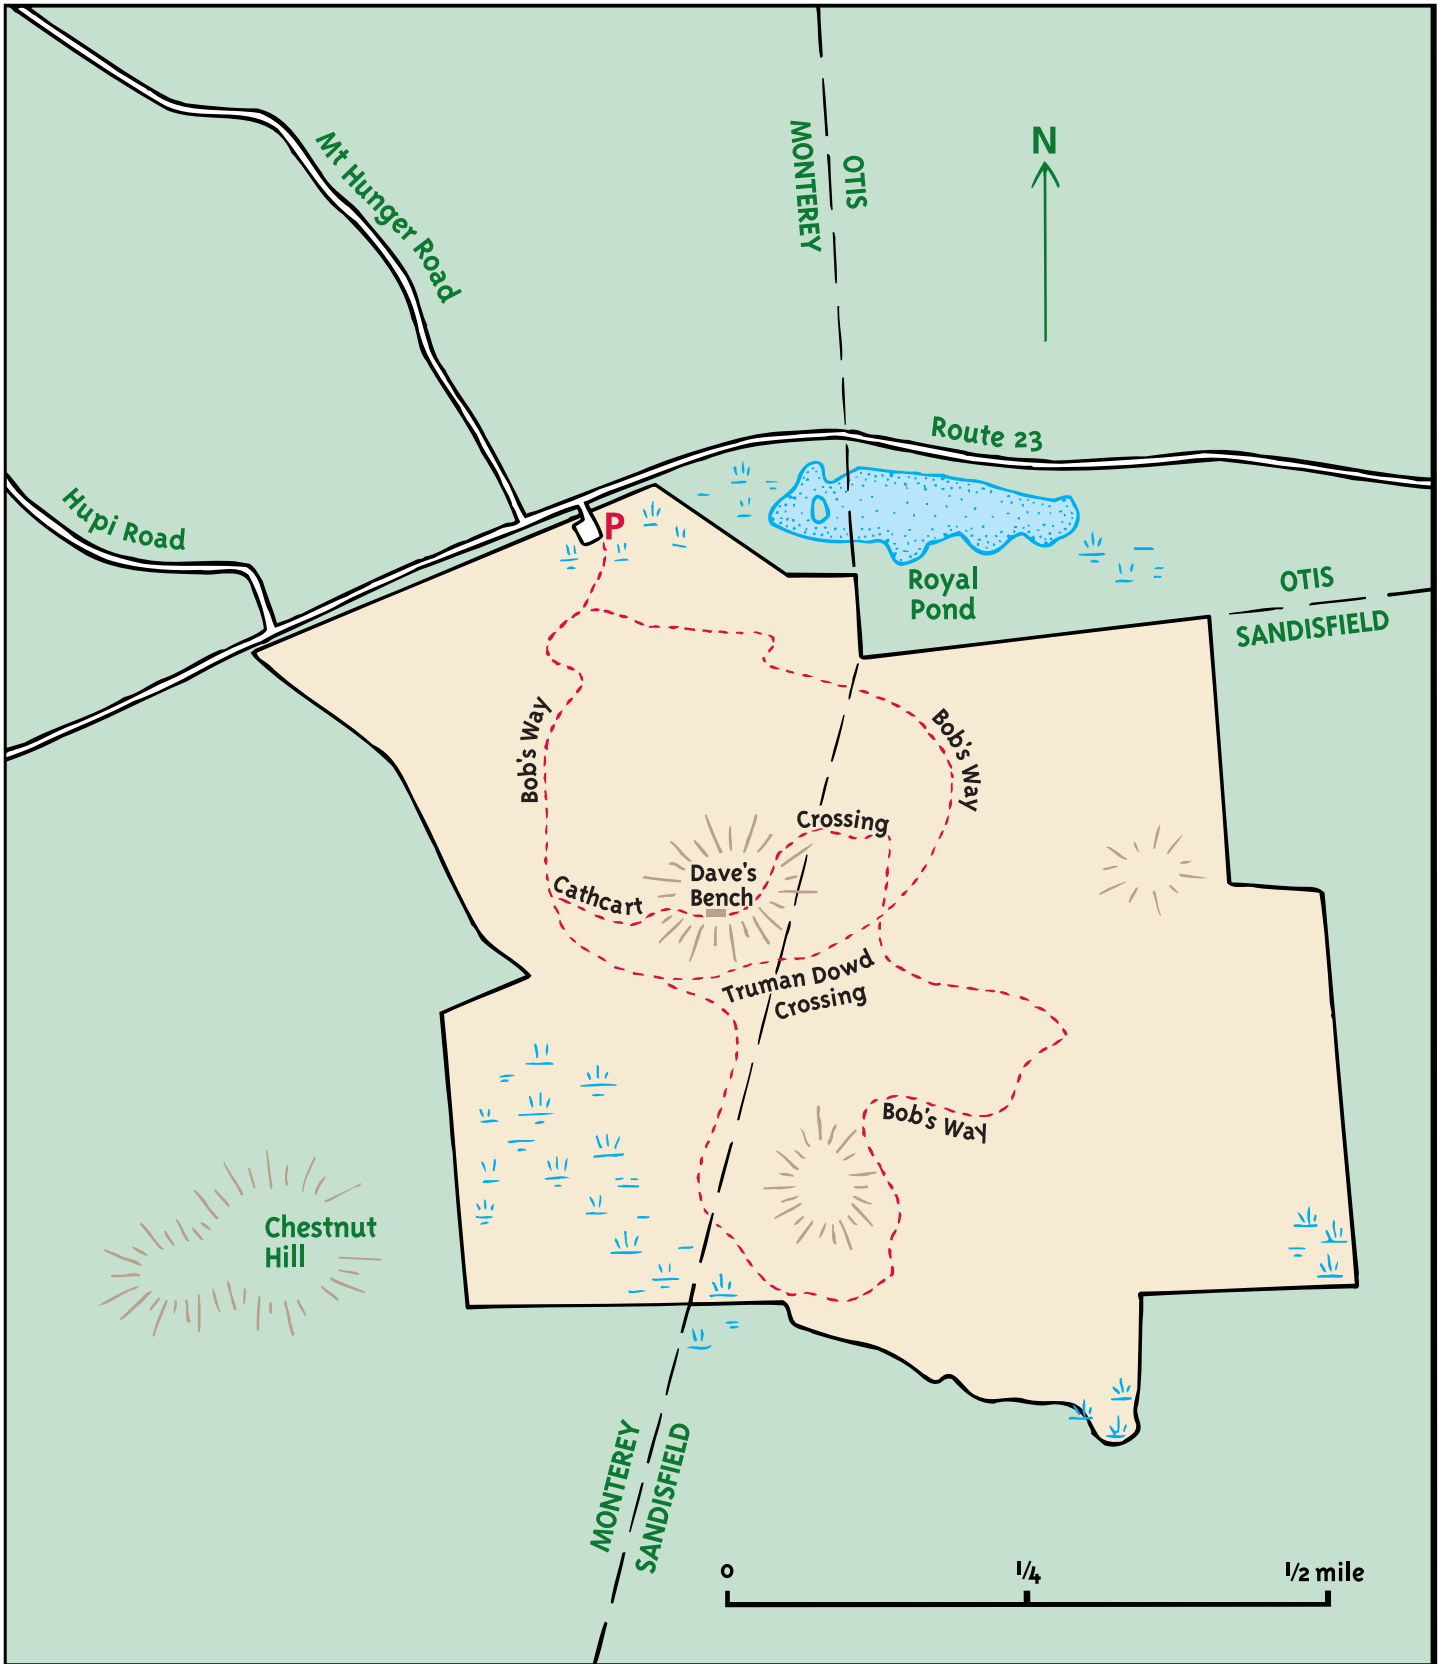 Mt Hunger Road
MONTEREY
OTIS
N
Route 23
Hupi Road
P
Royal
Pond
OTIS
SANDISFIELD
Bob's Way
Bob's Way
Crossing
Dave's
Bench
Cathcart
Truman Dowd
Crossing
Bob's Way
Chestnut
Hill
MONTEREY
SANDISFIELD
0
1/4
1/2 mile